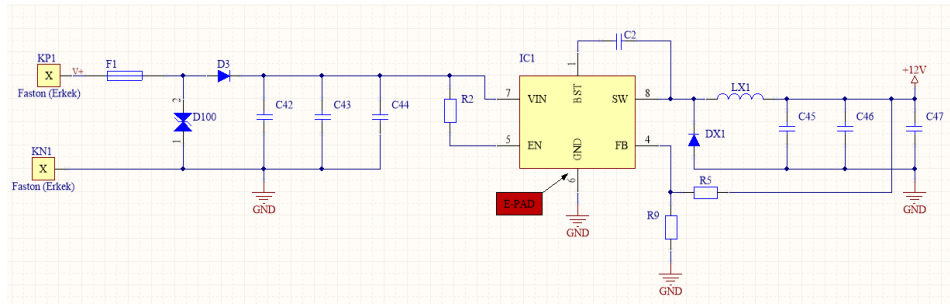 KP1
X
V+
Faston (Erkek)
F1
D3
2
D100
1
KN1
X
Faston (Erkek)
GND
C42
C43
C44
R2
IC1
C2
1
BST
7
VIN
SW
8
5
EN
FB
4
GND
6
E-PAD
GND
LX1
DX1
C45
C46
+12V
C47
R5
GND
R9
GND